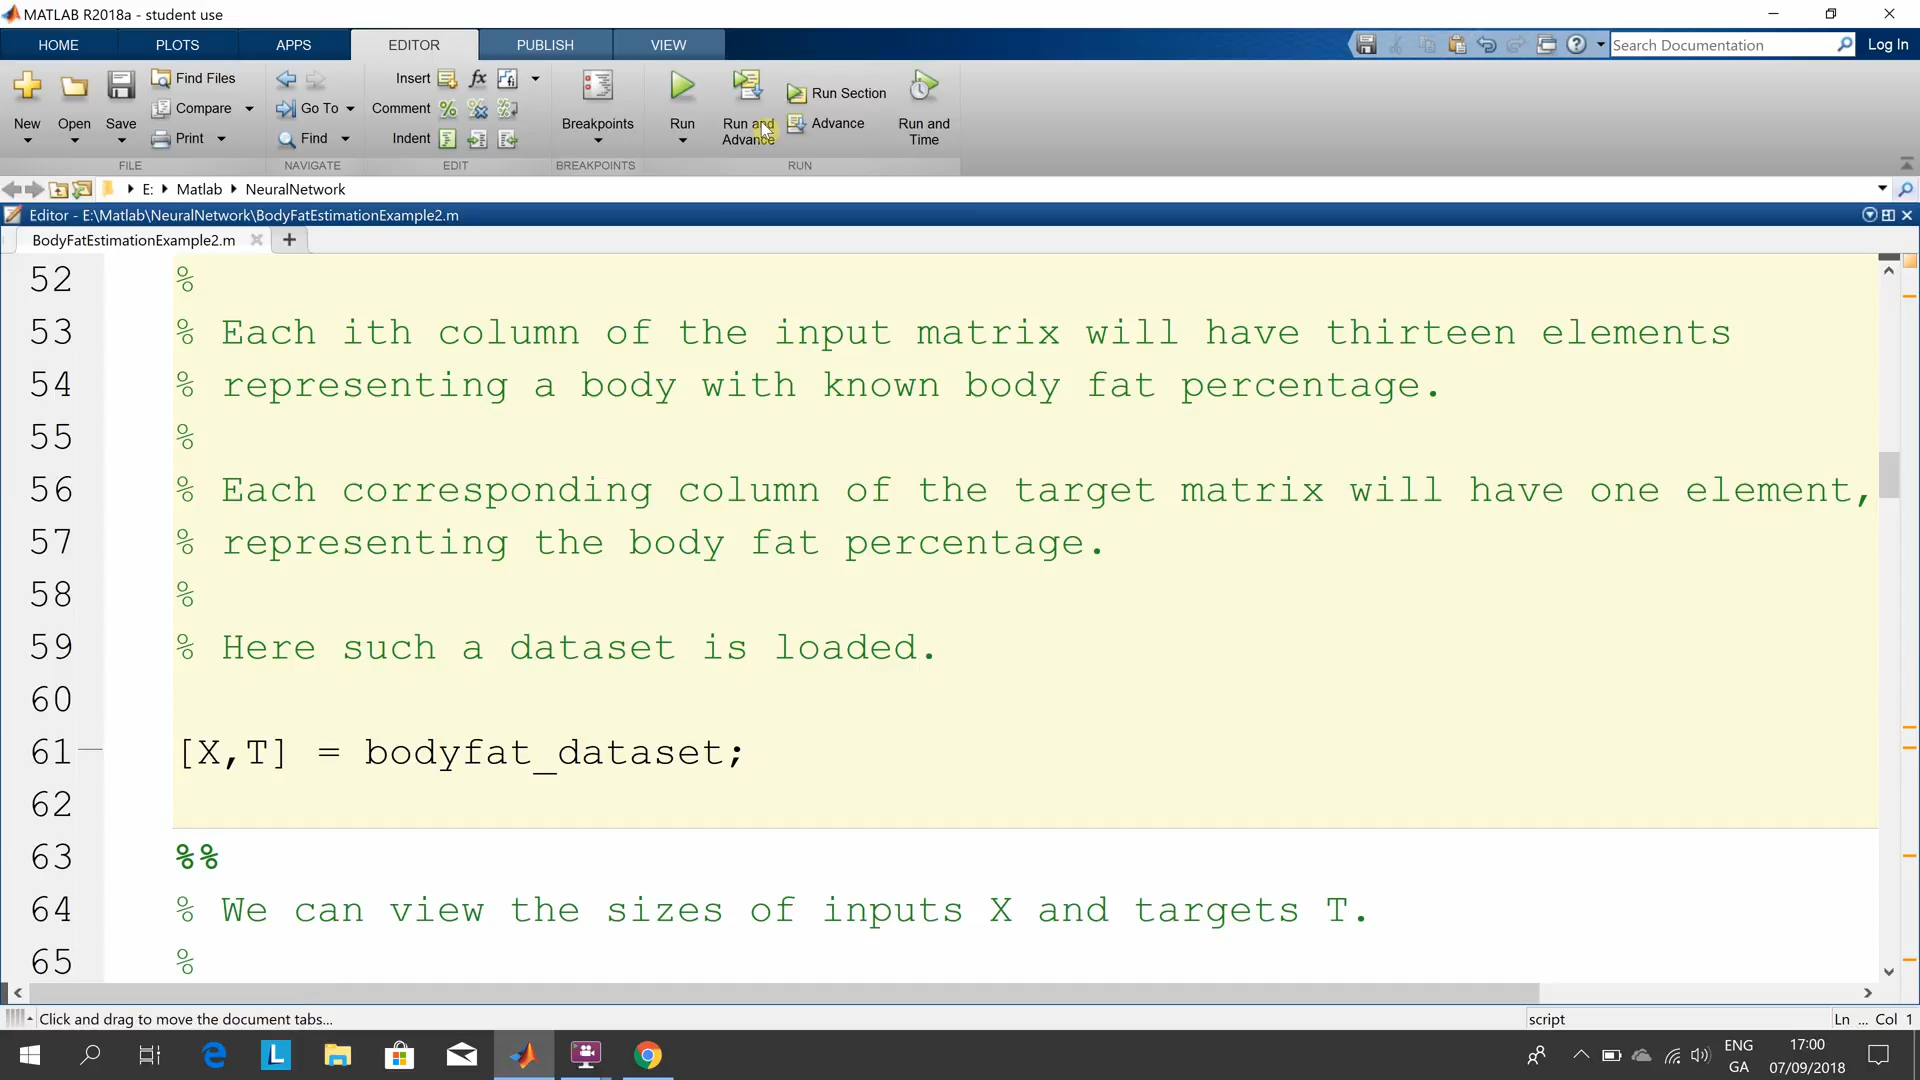 MATLAB R2018a - student use
HOME PLOTS APPS EDITOR PUBLISH VIEW Search Documentation Log In
New Open Save Find Files Compare Print Go To Find Insert fx Comment Indent Breakpoints Run Run and Advance Run Section Advance Run and Time
FILE NAVIGATE EDIT BREAKPOINTS RUN
E: Matlab NeuralNetwork
Editor - E:\Matlab\NeuralNetwork\BodyFatEstimationExample2.m
BodyFatEstimationExample2.m
52 %
53 % Each ith column of the input matrix will have thirteen elements
54 % representing a body with known body fat percentage.
55 %
56 % Each corresponding column of the target matrix will have one element,
57 % representing the body fat percentage.
58 %
59 % Here such a dataset is loaded.
60
61 [X,T] = bodyfat_dataset;
62
63 %%
64 % We can view the sizes of inputs X and targets T.
65 %
Click and drag to move the document tabs... script Ln ... Col 1
L ENG 17:00
GA 07/09/2018